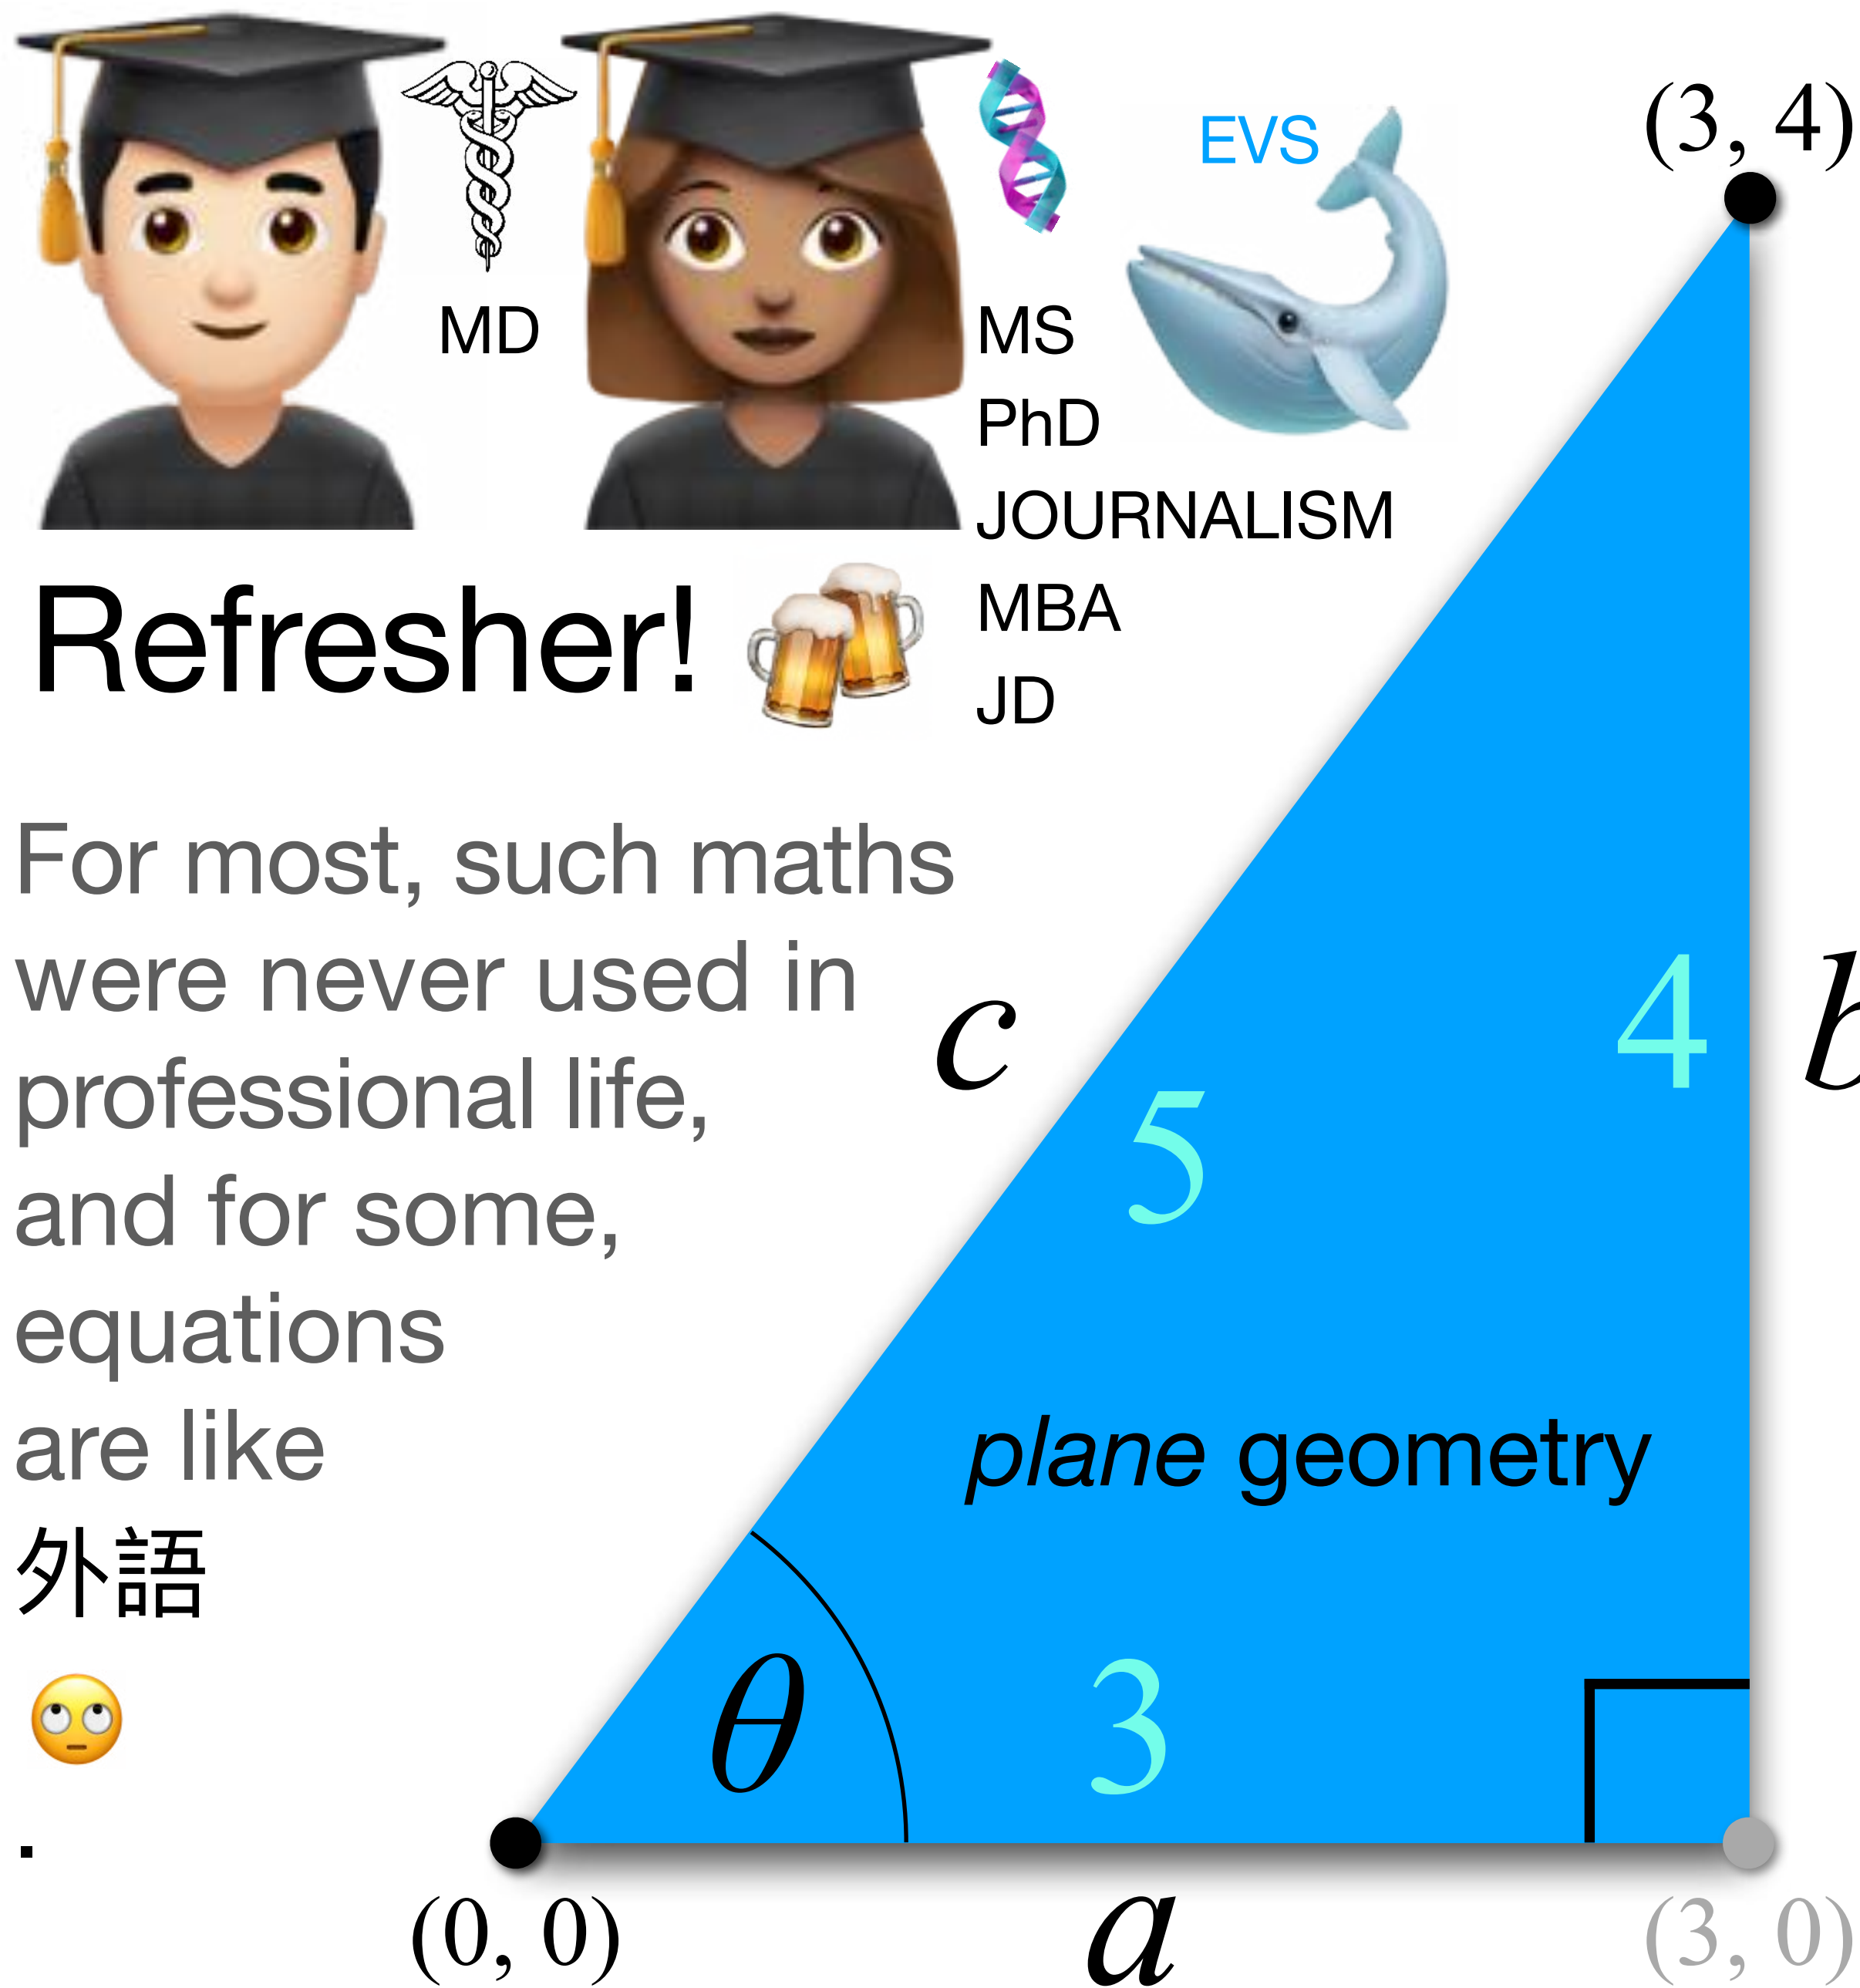 EVS
MD
MS
PhD
JOURNALISM
MBA
JD
Refresher!
For most, such maths
were never used in
professional life,
and for some,
equations
are like
外語
.
(3, 4)
c
5
4
b
plane geometry
θ
3
(0, 0)
a
(3, 0)